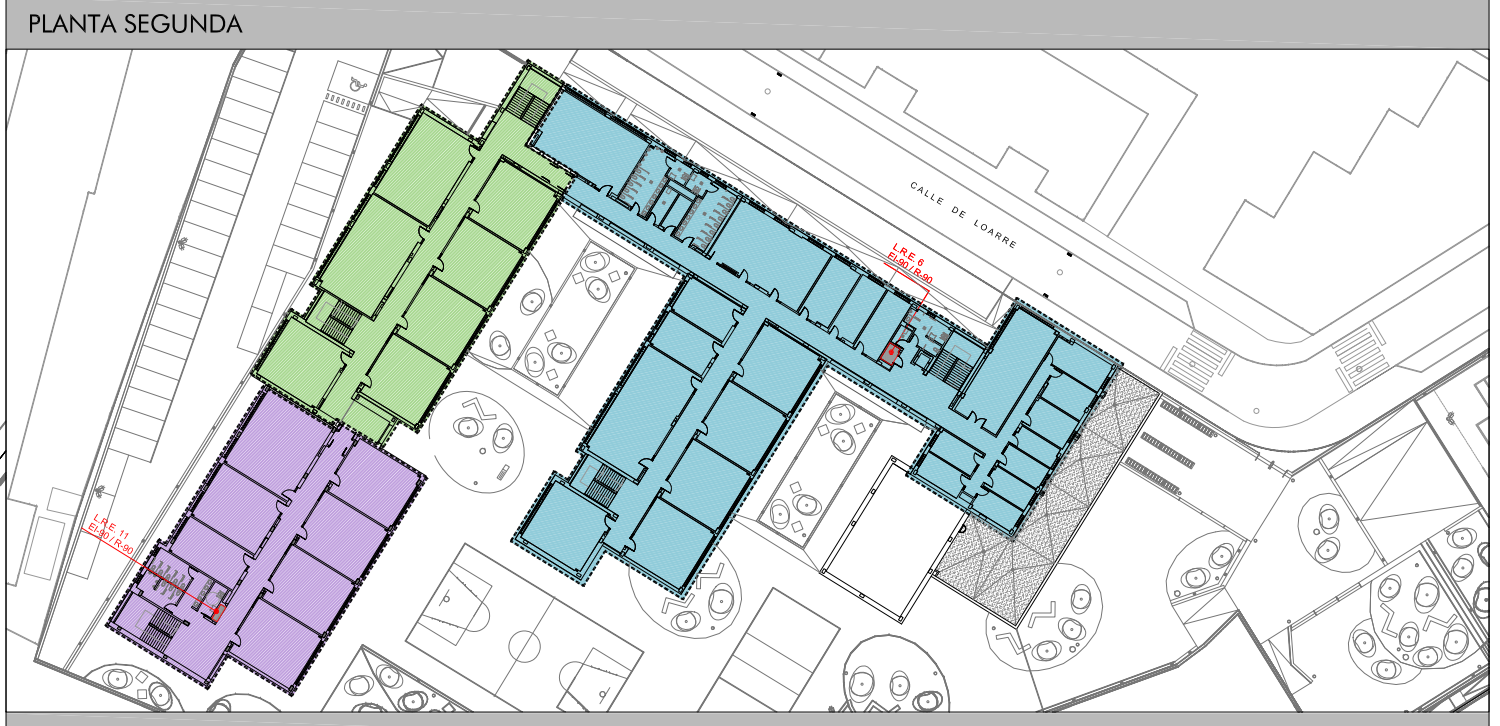 PLANTA SEGUNDA
CALLE DE LOARRE
L.R.E. 6
EI-90 / R-90
L.R.E. 11
EI-90 / R-90